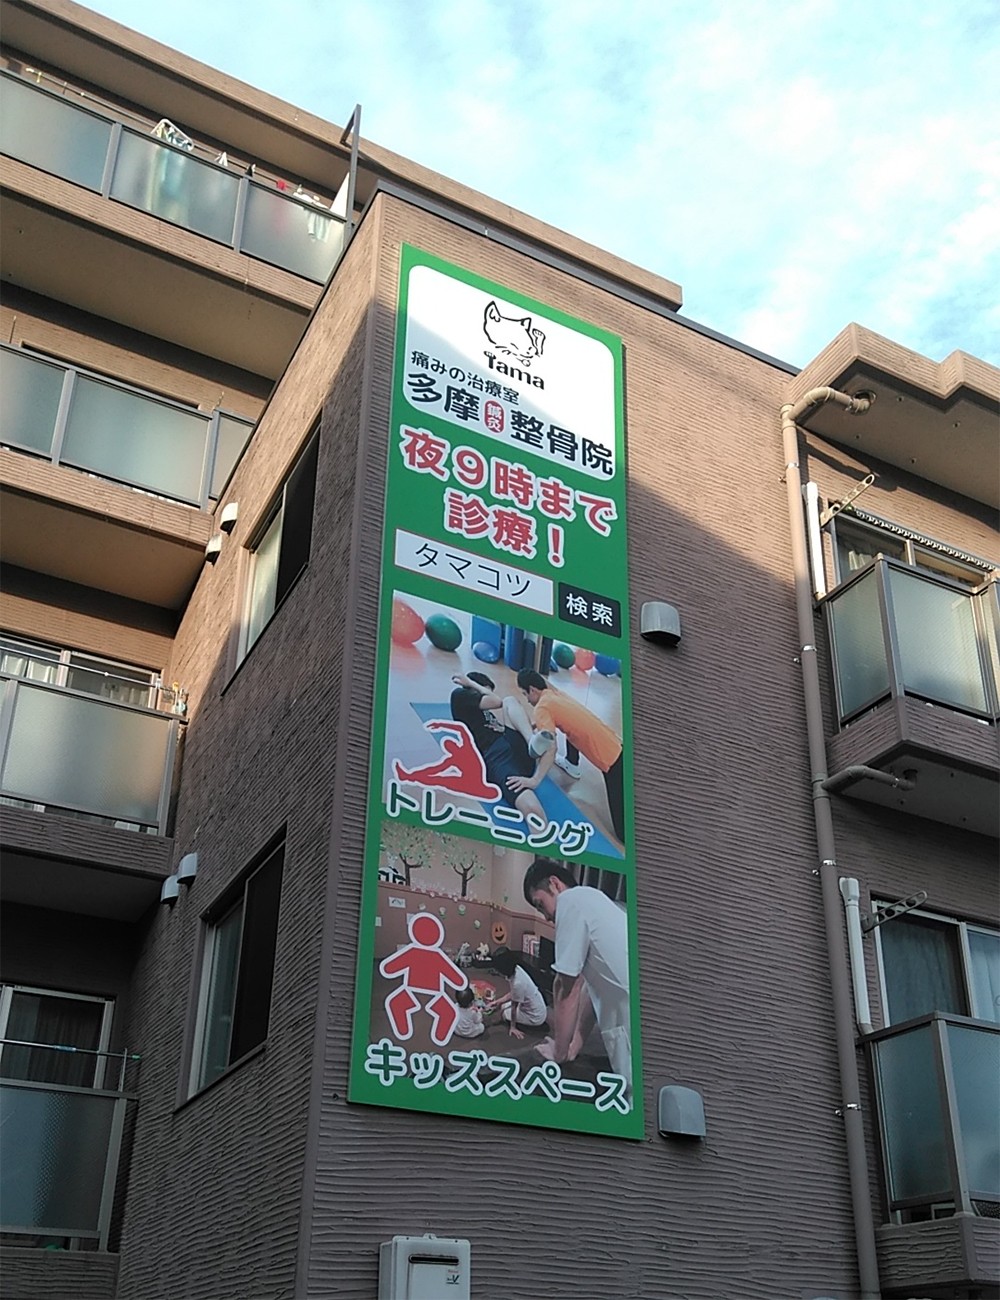 Tama
痛みの治療室
多摩鍼灸整骨院
夜9時まで
診療！
タマコツ 検索
トレーニング
キッズスペース